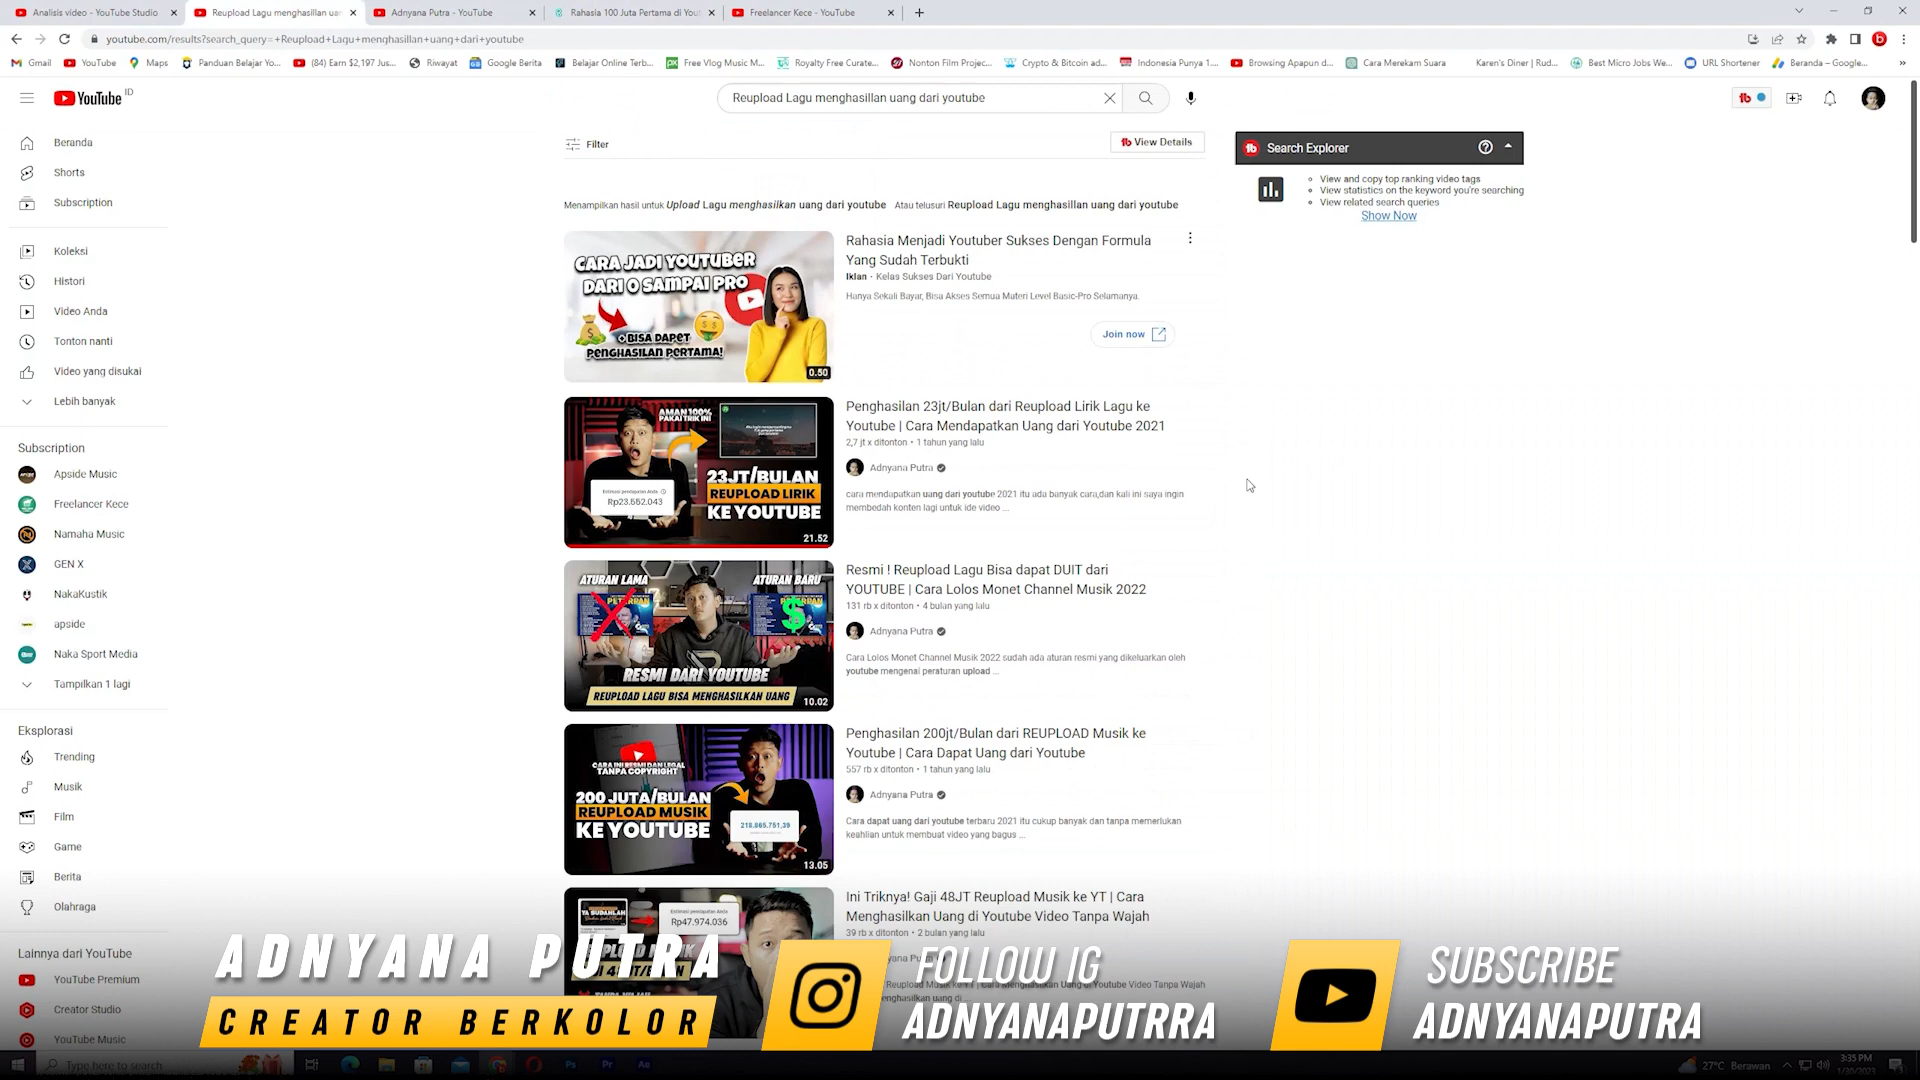 Analisis video - YouTube Studio
Reupload Lagu menghasillan uan
Adnyana Putra - YouTube
Rahasia 100 Juta Pertama di You
Freelancer Kece - YouTube
youtube.com/results?search_query=+Reupload+Lagu+menghasillan+uang+dari+youtube
Gmail
YouTube
Maps
Panduan Belajar Yo...
(84) Earn $2,197 Jus...
Riwayat
Google Berita
Belajar Online Terb...
Free Vlog Music M...
Royalty Free Curate...
Nonton Film Projec...
Crypto & Bitcoin ad...
Indonesia Punya 1....
Browsing Apapun d...
Cara Merekam Suara
Karen's Diner | Rud...
Best Micro Jobs We...
URL Shortener
Beranda – Google...
YouTube ID
Reupload Lagu menghasillan uang dari youtube
Beranda
Shorts
Subscription
Koleksi
Histori
Video Anda
Tonton nanti
Video yang disukai
Lebih banyak
Subscription
Apside Music
Freelancer Kece
Namaha Music
GEN X
NakaKustik
apside
Naka Sport Media
Tampilkan 1 lagi
Eksplorasi
Trending
Musik
Film
Game
Berita
Olahraga
Lainnya dari YouTube
YouTube Premium
Creator Studio
YouTube Music
Filter
View Details
Menampilkan hasil untuk Upload Lagu menghasilkan uang dari youtube Atau telusuri Reupload Lagu menghasillan uang dari youtube
CARA JADI YOUTUBER
DARI 0 SAMPAI PRO
+BISA DAPET
PENGHASILAN PERTAMA!
0.50
Rahasia Menjadi Youtuber Sukses Dengan Formula
Yang Sudah Terbukti
Iklan · Kelas Sukses Dari Youtube
Hanya Sekali Bayar, Bisa Akses Semua Materi Level Basic-Pro Selamanya.
Join now
AMAN 100%
PAKAI TRIK INI
Estimasi pendapatan Anda
Rp23.552.043
23JT/BULAN
REUPLOAD LIRIK
KE YOUTUBE
21.52
Penghasilan 23jt/Bulan dari Reupload Lirik Lagu ke
Youtube | Cara Mendapatkan Uang dari Youtube 2021
2,7 jt x ditonton • 1 tahun yang lalu
Adnyana Putra
cara mendapatkan uang dari youtube 2021 itu ada banyak cara,dan kali ini saya ingin
membedah konten lagi untuk ide video ...
ATURAN LAMA
ATURAN BARU
RESMI DARI YOUTUBE
REUPLOAD LAGU BISA MENGHASILKAN UANG
10.02
Resmi ! Reupload Lagu Bisa dapat DUIT dari
YOUTUBE | Cara Lolos Monet Channel Musik 2022
131 rb x ditonton • 4 bulan yang lalu
Adnyana Putra
Cara Lolos Monet Channel Musik 2022 sudah ada aturan resmi yang dikeluarkan oleh
youtube mengenai peraturan upload ...
CARA INI RESMI DAN LEGAL
TANPA COPYRIGHT
200 JUTA/BULAN
REUPLOAD MUSIK
KE YOUTUBE
218.865.751,39
13.05
Penghasilan 200jt/Bulan dari REUPLOAD Musik ke
Youtube | Cara Dapat Uang dari Youtube
557 rb x ditonton • 1 tahun yang lalu
Adnyana Putra
Cara dapat uang dari youtube terbaru 2021 itu cukup banyak dan tanpa memerlukan
keahlian untuk membuat video yang bagus ...
YA SUDAHLAH
Estimasi pendapatan Anda
Rp47.974.036
Ini Triknya! Gaji 48JT Reupload Musik ke YT | Cara
Menghasilkan Uang di Youtube Video Tanpa Wajah
39 rb x ditonton • 2 bulan yang lalu
Reupload Musik ke YT | Cara Menghasilkan Uang di Youtube Video Tanpa Wajah
Search Explorer
View and copy top ranking video tags
View statistics on the keyword you're searching
View related search queries
Show Now
ADNYANA PUTRA
CREATOR BERKOLOR
FOLLOW IG
ADNYANAPUTRRA
SUBSCRIBE
ADNYANAPUTRA
Type here to search
27°C Berawan
3:35 PM
1/20/2023